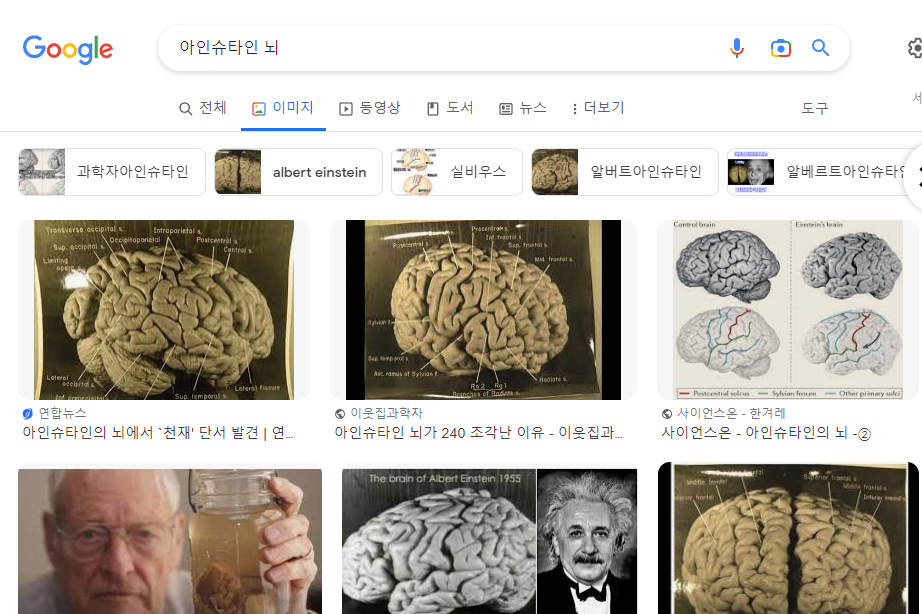 Google
아인슈타인 뇌
전체
이미지
동영상
도서
뉴스
더보기
도구
과학자아인슈타인
albert einstein
실비우스
알버트아인슈타인
알베르트아인슈타인
Transverse occipital s.
Intraparietal s.
Sup. occipital s.
Occipitoparietal
Postcentral s.
Central s.
Limiting
Lateral
occipital s.
Lateral fissure
Sup. temporal s.
Precentral s.
Inf. frontal s.
Postcentral s.
Sup. frontal s.
Mid. frontal s.
Sylvian f.
Sup. temporal s.
Asc. ramus of Sylvian f.
Radiate s.
Branches of Radiate s.
Control brain
Einstein's brain
Postcentral sulcus
Sylvian fissure
Other primary sulci
연합뉴스
아인슈타인의 뇌에서 `천재' 단서 발견 | 연...
이웃집과학자
아인슈타인 뇌가 240 조각난 이유 - 이웃집과...
사이언스온 - 한겨레
사이언스온 - 아인슈타인의 뇌 -②
The brain of Albert Einstein 1955
Superior frontal s.
Middle frontal s.
Middle frontal s.
Inferior frontal s.